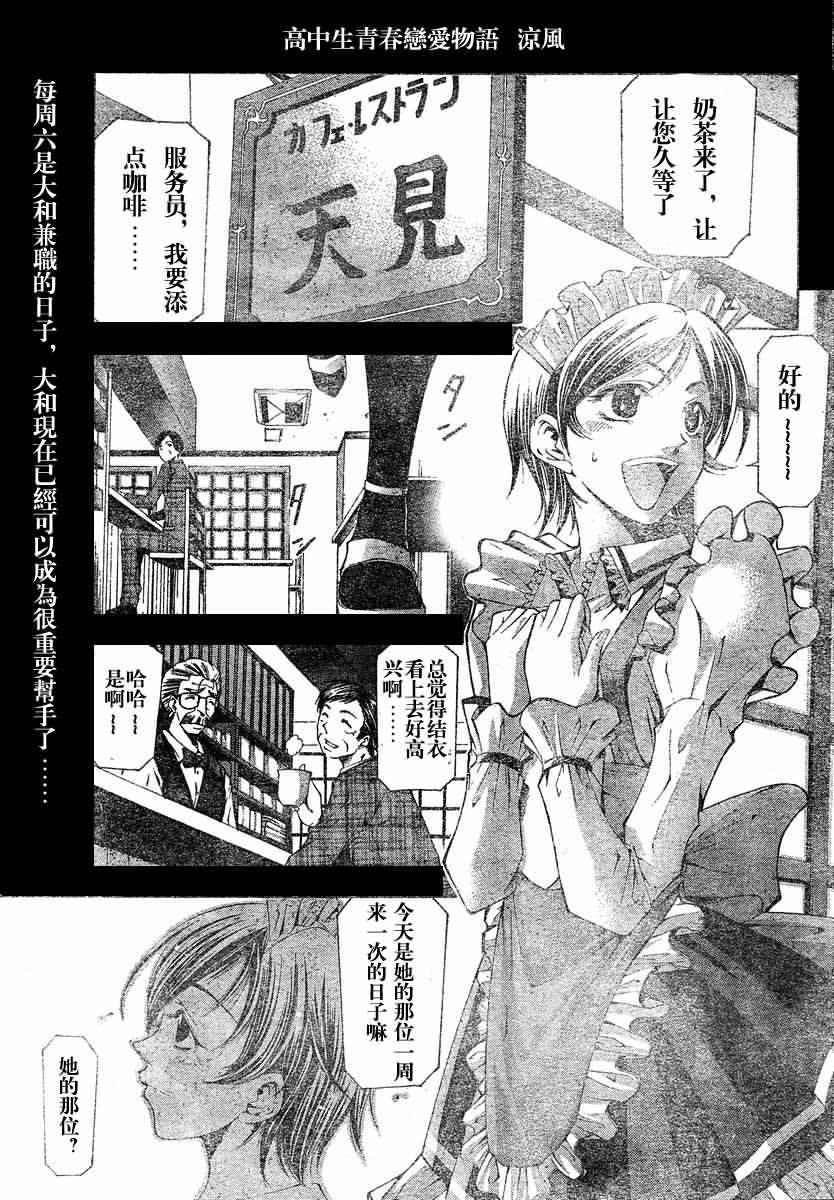 高中生青春戀愛物語 涼風
每周六是大和兼職的日子，大和現在已經可以成為很重要幫手了……
奶茶来了，让
让您久等了
カフェ・レストラン
天見
服务员，我要添
点咖啡……
好的~~~~~
タン
タン
总觉得结衣
看上去好高
兴啊……
哈哈~~
是啊~~
今天是她的那位一周
来一次的日子嘛
她的那位？